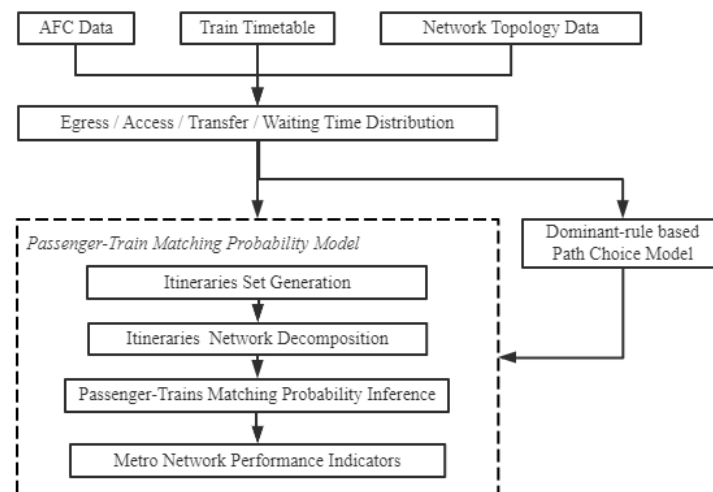 AFC Data
Train Timetable
Network Topology Data
Egress / Access / Transfer / Waiting Time Distribution
Passenger-Train Matching Probability Model
Dominant-rule based
Path Choice Model
Itineraries Set Generation
Itineraries Network Decomposition
Passenger-Trains Matching Probability Inference
Metro Network Performance Indicators